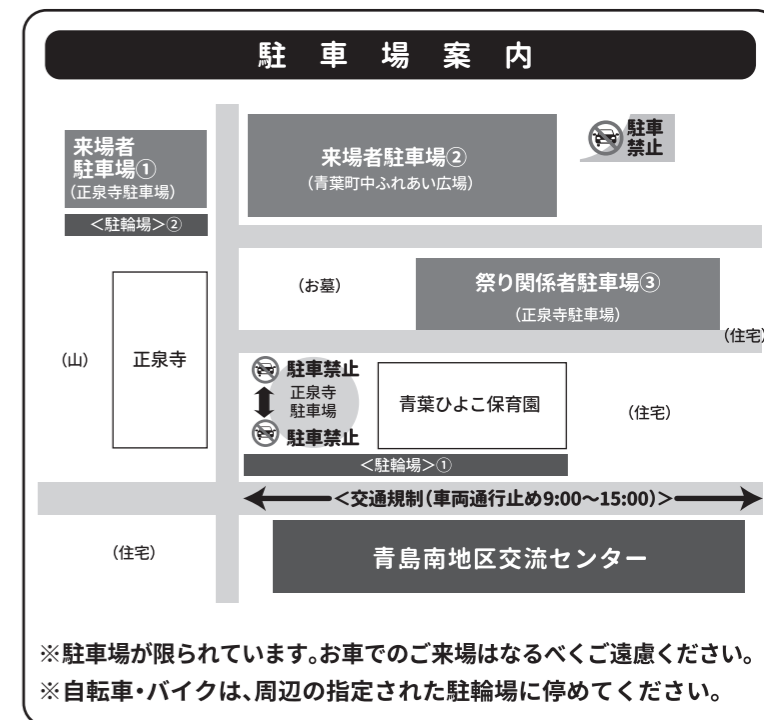 駐車場案内
来場者
駐車場①
（正泉寺駐車場）
＜駐輪場＞②
来場者駐車場②
（青葉町中ふれあい広場）
駐車
禁止
（お墓）
祭り関係者駐車場③
（正泉寺駐車場）
（住宅）
（山）
正泉寺
駐車禁止
正泉寺
駐車場
駐車禁止
青葉ひよこ保育園
（住宅）
＜駐輪場＞①
＜交通規制（車両通行止め9:00～15:00）＞
（住宅）
青島南地区交流センター
※駐車場が限られています。お車でのご来場はなるべくご遠慮ください。
※自転車・バイクは、周辺の指定された駐輪場に停めてください。